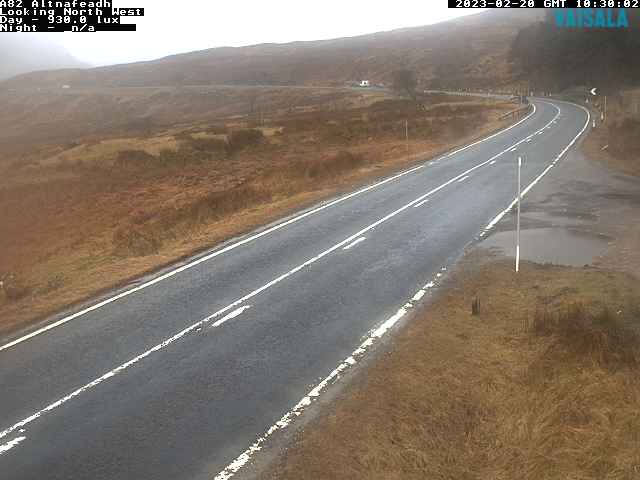 A82 Altnafeadh
Looking North West
Day - 930.0 lux
Night - n/a
2023-02-20 GMT 10:30:02
VAISALA